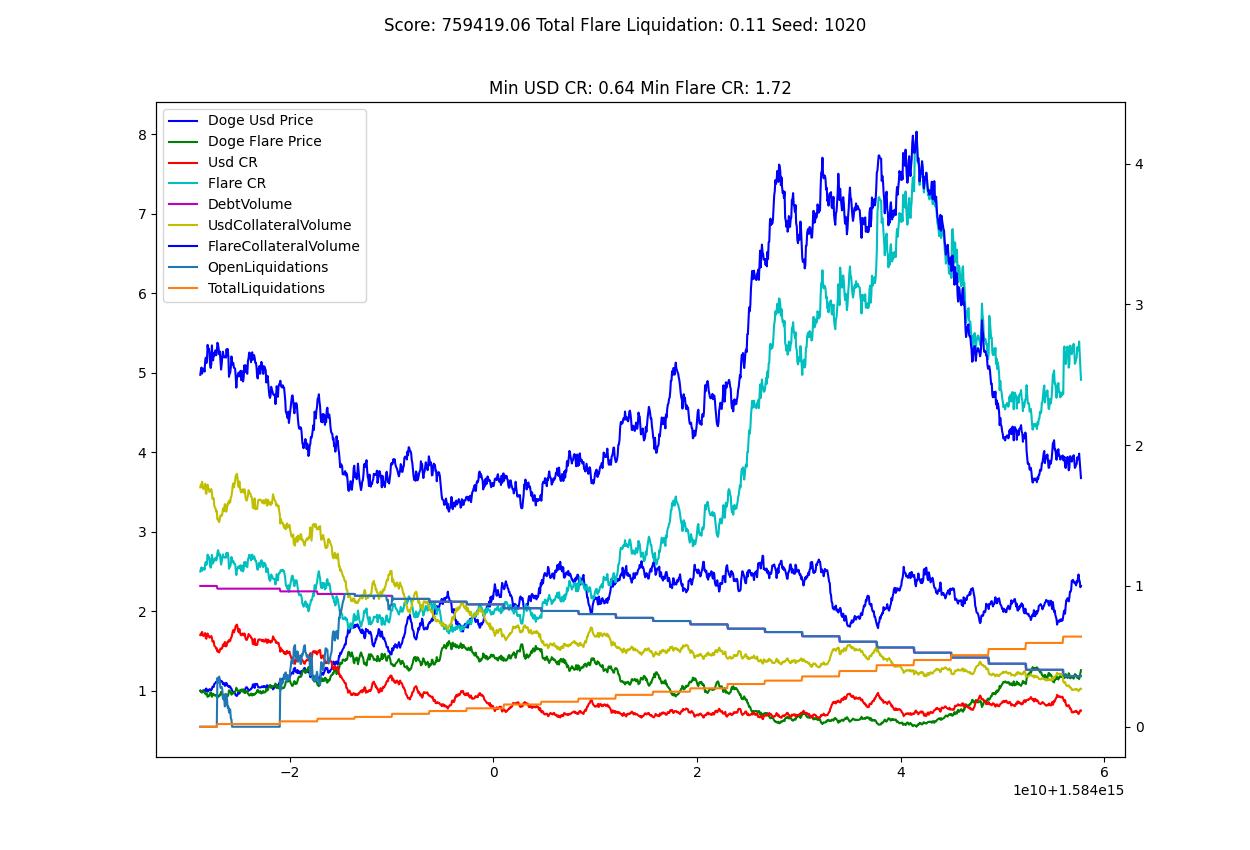 Score: 759419.06 Total Flare Liquidation: 0.11 Seed: 1020
Min USD CR: 0.64 Min Flare CR: 1.72
Doge Usd Price
Doge Flare Price
Usd CR
Flare CR
DebtVolume
UsdCollateralVolume
FlareCollateralVolume
OpenLiquidations
TotalLiquidations
8
7
6
5
4
3
2
1
4
3
2
1
0
−2
0
2
4
6
1e10+1.584e15